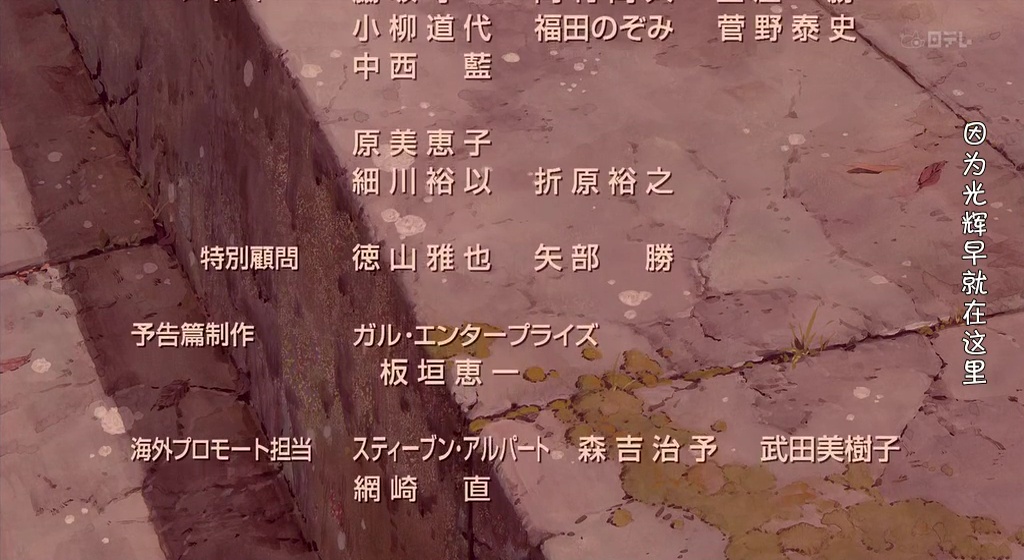 小柳道代 福田のぞみ 菅野泰史
中西 藍
原美恵子
細川裕以 折原裕之
特別顧問 徳山雅也 矢部 勝
予告篇制作 ガル・エンタープライズ
板垣恵一
海外プロモート担当 スティーブン・アルパート 森吉治予 武田美樹子
網崎 直
日テレ
因为光辉早就在这里